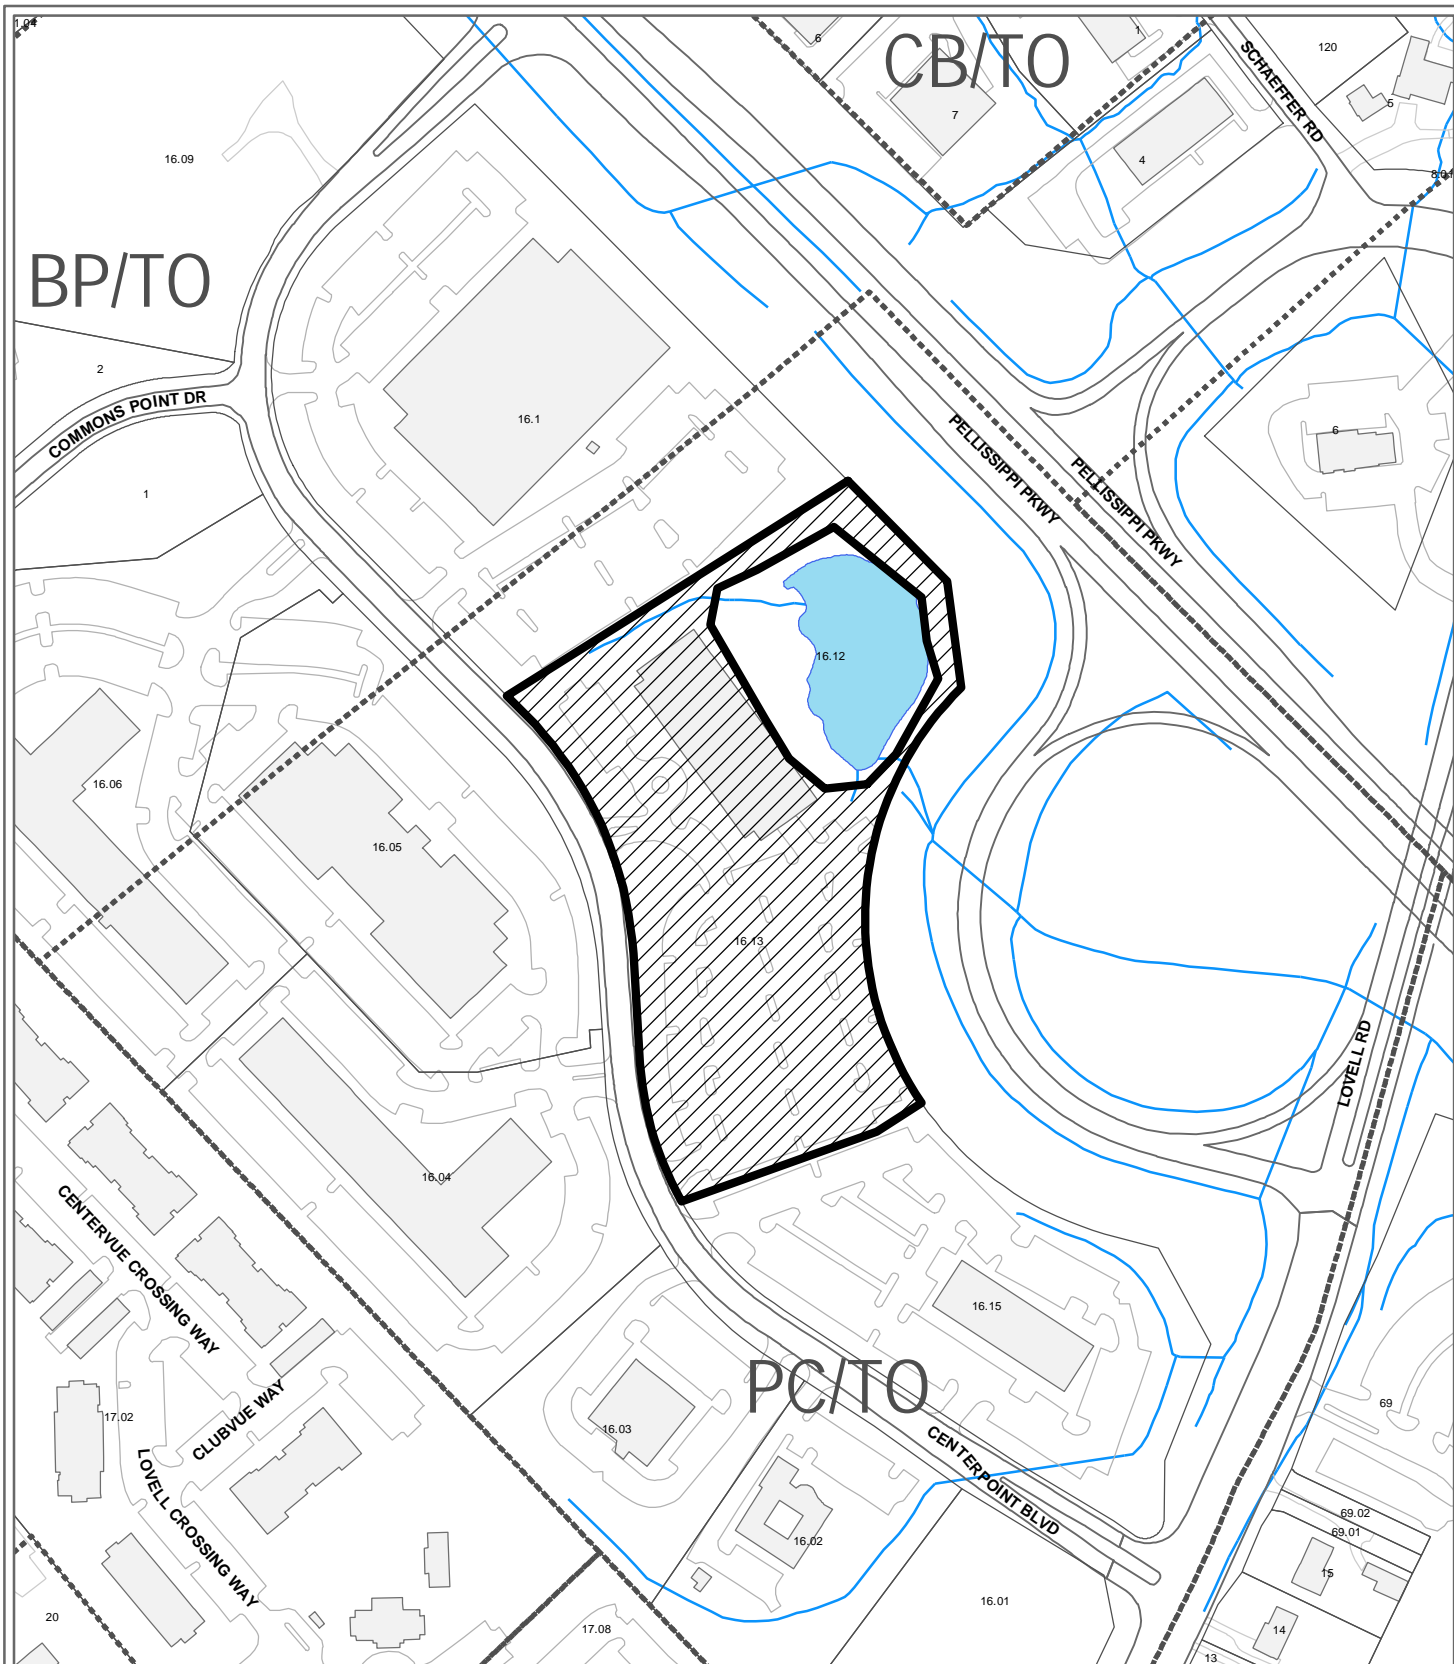 1.04
6
CB/TO
1
SCHAEFFER RD
120
5
7
4
16.09
8.01
BP/TO
2
COMMONS POINT DR
16.1
PELLISSIPPI PKWY
PELLISSIPPI PKWY
6
1
16.12
16.06
16.05
16.13
LOVELL RD
16.04
CENTERVUE CROSSING WAY
16.15
PC/TO
CLUBVUE WAY
17.02
16.03
69
LOVELL CROSSING WAY
CENTERPOINT BLVD
69.02
69.01
16.02
15
16.01
20
17.08
14
13